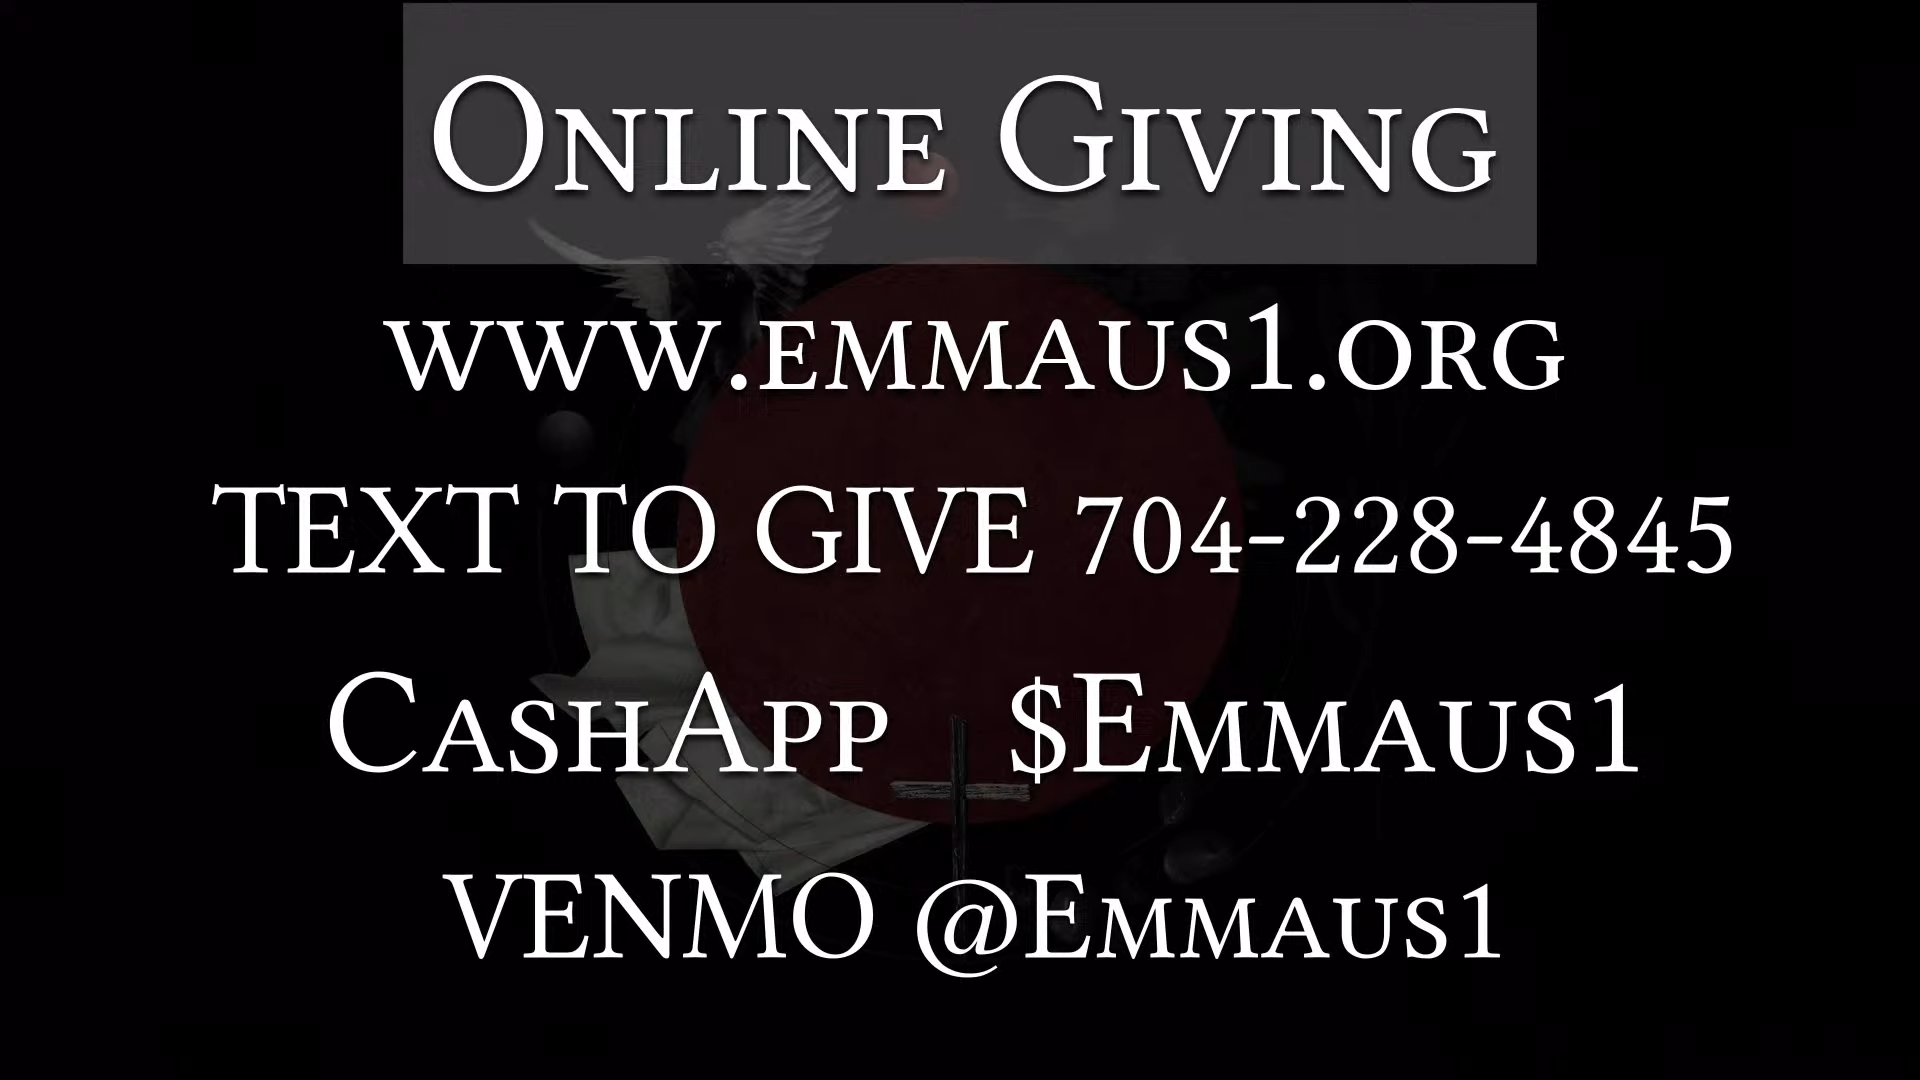 Online Giving
www.emmaus1.org
TEXT TO GIVE 704-228-4845
CashApp $Emmaus1
VENMO @Emmaus1